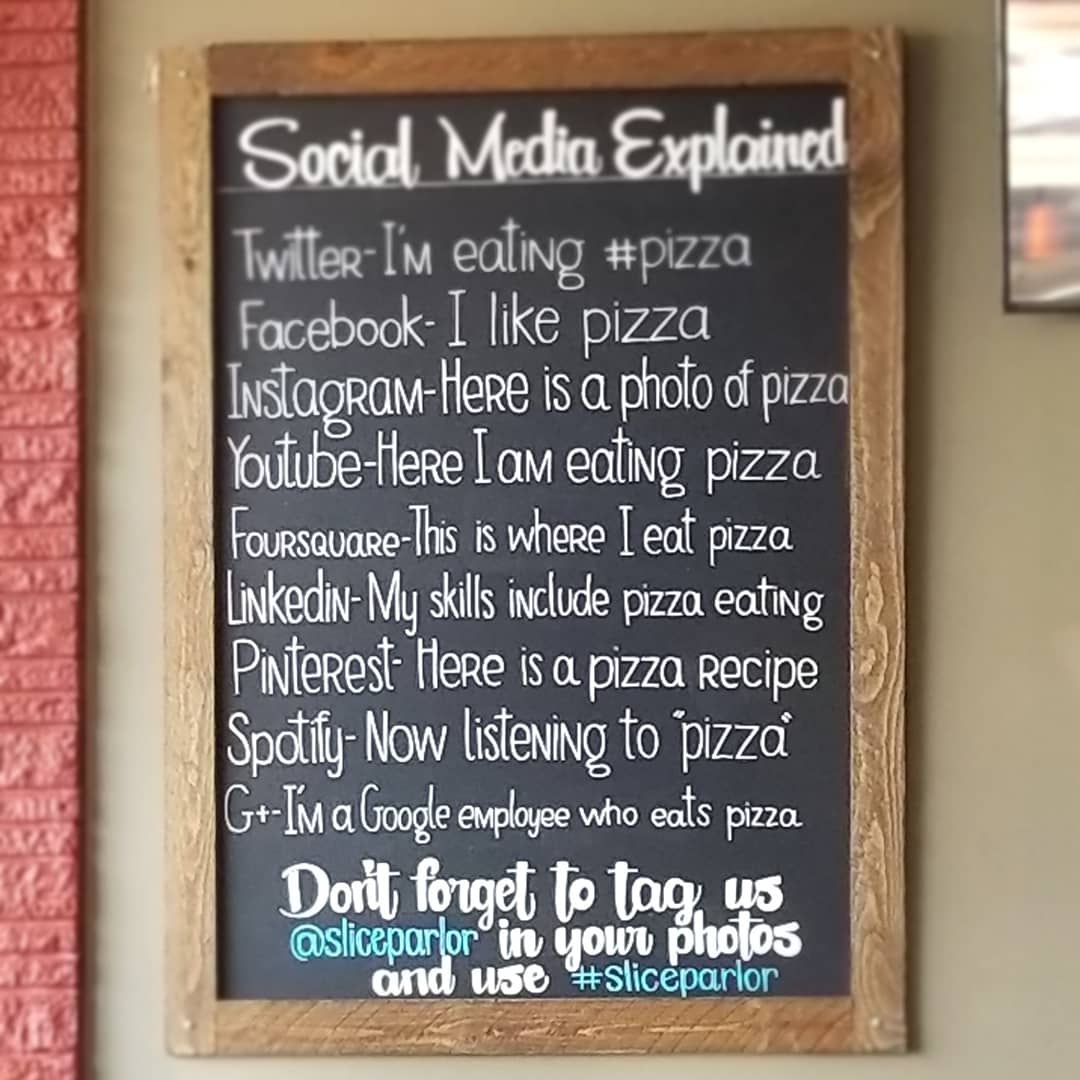 Social Media Explained
Twitter-I'm eating #pizza
Facebook- I like pizza
Instagram-Here is a photo of pizza
Youtube-Here I am eating pizza
Foursquare-This is where I eat pizza
Linkedin- My skills include pizza eating
Pinterest- Here is a pizza recipe
Spotify- Now listening to "pizza"
G+-I'm a Google employee who eats pizza
Don't forget to tag us
@sliceparlor in your photos
and use #sliceparlor